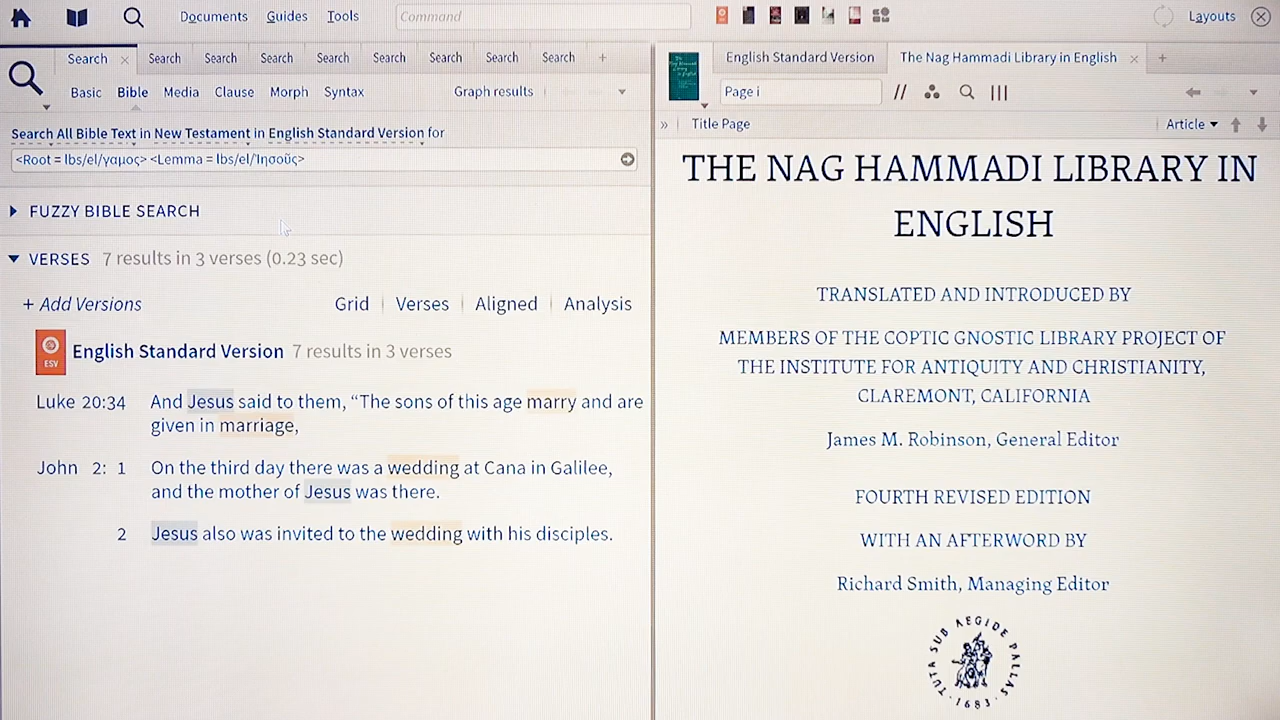 Documents Guides Tools Command Layouts
Search Search Search Search Search Search Search Search Search
Basic Bible Media Clause Morph Syntax Graph results
Search All Bible Text in New Testament in English Standard Version for
<Root = lbs/el/γαμος> <Lemma = lbs/el/Ἰησοῦς>
FUZZY BIBLE SEARCH
VERSES 7 results in 3 verses (0.23 sec)
+ Add Versions Grid Verses Aligned Analysis
ESV
English Standard Version 7 results in 3 verses
Luke 20:34 And Jesus said to them, “The sons of this age marry and are
given in marriage,
John 2: 1 On the third day there was a wedding at Cana in Galilee,
and the mother of Jesus was there.
2 Jesus also was invited to the wedding with his disciples.
English Standard Version The Nag Hammadi Library in English
Page i
» Title Page Article
THE NAG HAMMADI LIBRARY IN
ENGLISH
TRANSLATED AND INTRODUCED BY
MEMBERS OF THE COPTIC GNOSTIC LIBRARY PROJECT OF
THE INSTITUTE FOR ANTIQUITY AND CHRISTIANITY,
CLAREMONT, CALIFORNIA
James M. Robinson, General Editor
FOURTH REVISED EDITION
WITH AN AFTERWORD BY
Richard Smith, Managing Editor
TUTA SUB AEGIDE PALLAS
·1683·